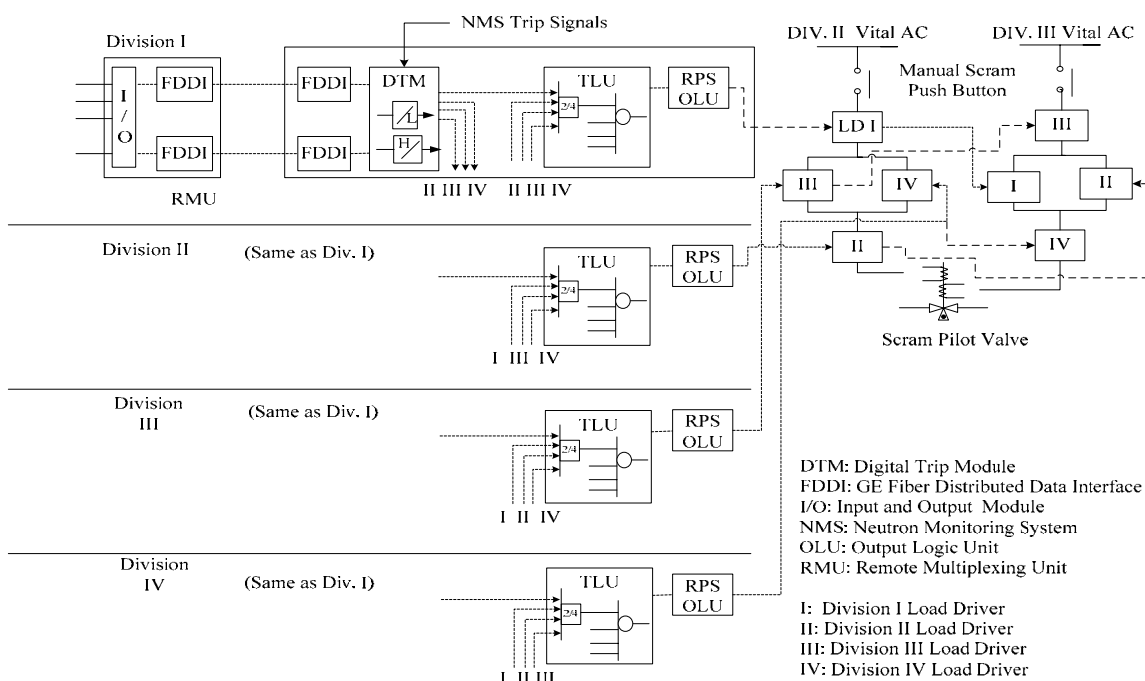 NMS Trip Signals
Division I
I / O
FDDI
FDDI
FDDI
FDDI
RMU
DTM
L
H
II III IV
II III IV
TLU
2/4
RPS
OLU
DIV. II Vital AC
DIV. III Vital AC
Manual Scram
Push Button
LD I
III
III
IV
I
II
II
IV
Scram Pilot Valve
Division II
(Same as Div. I)
TLU
2/4
RPS
OLU
I III IV
Division
III
(Same as Div. I)
TLU
2/4
RPS
OLU
I II IV
Division
IV
(Same as Div. I)
TLU
2/4
RPS
OLU
I II III
DTM: Digital Trip Module
FDDI: GE Fiber Distributed Data Interface
I/O: Input and Output Module
NMS: Neutron Monitoring System
OLU: Output Logic Unit
RMU: Remote Multiplexing Unit
I: Division I Load Driver
II: Division II Load Driver
III: Division III Load Driver
IV: Division IV Load Driver